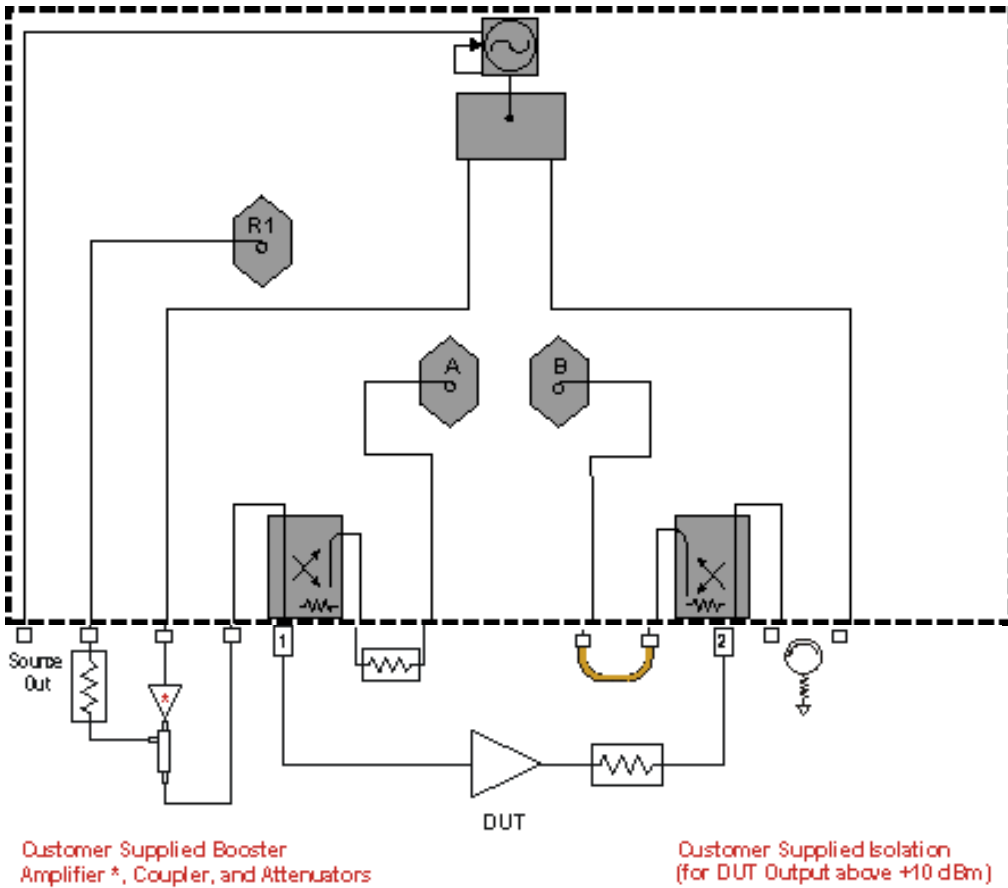 R1
A
B
1
2
Source
Out
*
DUT
Customer Supplied Booster
Amplifier *, Coupler, and Attenuators
Customer Supplied Isolation
(for DUT Output above +10 dBm)